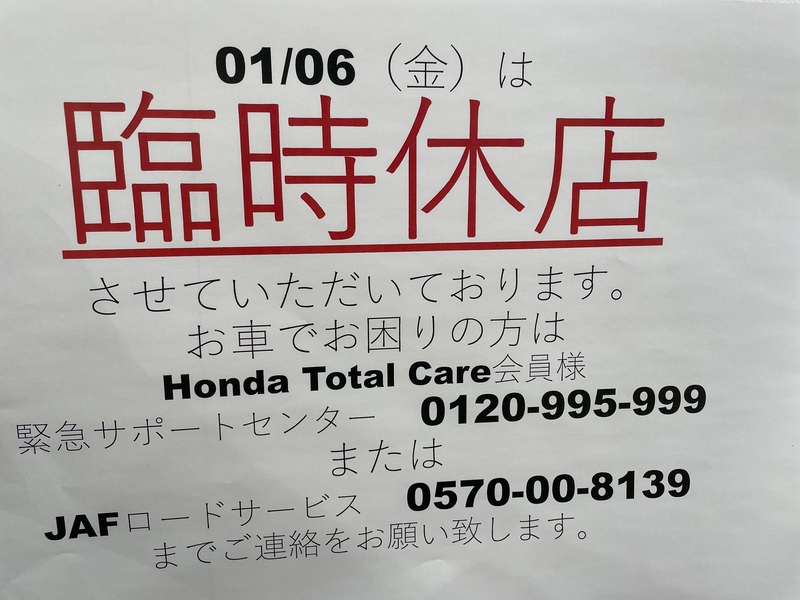 01/06（金）は
臨時休店
させていただいております。
お車でお困りの方は
Honda Total Care会員様
緊急サポートセンター 0120-995-999
または
JAFロードサービス 0570-00-8139
までご連絡をお願い致します。